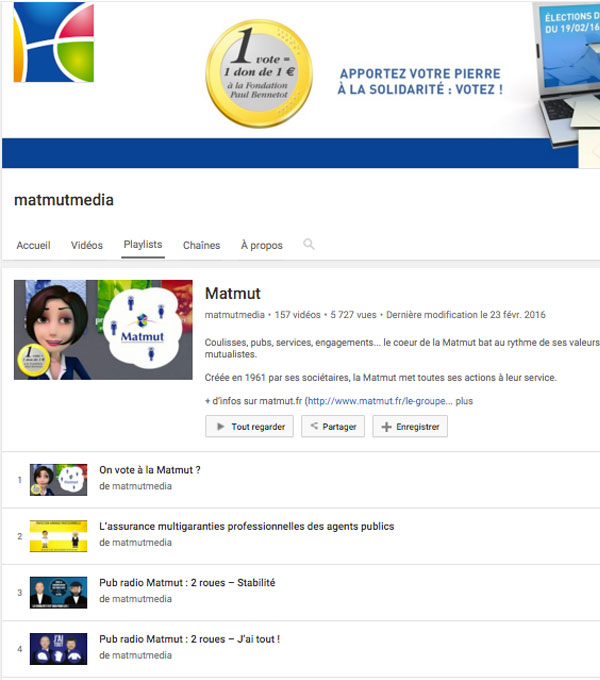 1
vote =
1 don de 1 €
à la Fondation
Paul Bennetot
APPORTEZ VOTRE PIERRE
À LA SOLIDARITÉ : VOTEZ !
ÉLECTIONS D
DU 19/02/16
matmutmedia
Accueil Vidéos Playlists Chaînes À propos
Matmut
Matmut
matmutmedia • 157 vidéos • 5 727 vues • Dernière modification le 23 févr. 2016
Coulisses, pubs, services, engagements... le coeur de la Matmut bat au rythme de ses valeurs
mutualistes.
Créée en 1961 par ses sociétaires, la Matmut met toutes ses actions à leur service.
+ d'infos sur matmut.fr (http://www.matmut.fr/le-groupe... plus
Tout regarder Partager Enregistrer
1 On vote à la Matmut ?
de matmutmedia
2 L'assurance multigaranties professionnelles des agents publics
de matmutmedia
3 Pub radio Matmut : 2 roues – Stabilité
de matmutmedia
4 Pub radio Matmut : 2 roues – J'ai tout !
de matmutmedia